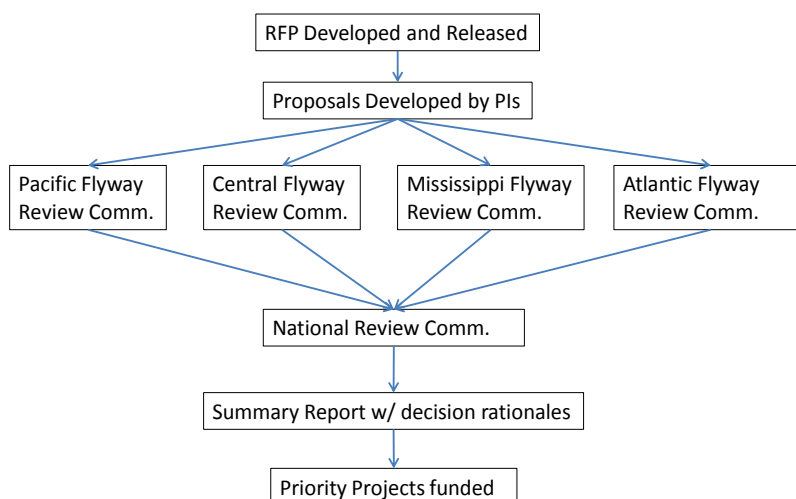 RFP Developed and Released
Proposals Developed by PIs
Pacific Flyway
Review Comm.
Central Flyway
Review Comm.
Mississippi Flyway
Review Comm.
Atlantic Flyway
Review Comm.
National Review Comm.
Summary Report w/ decision rationales
Priority Projects funded